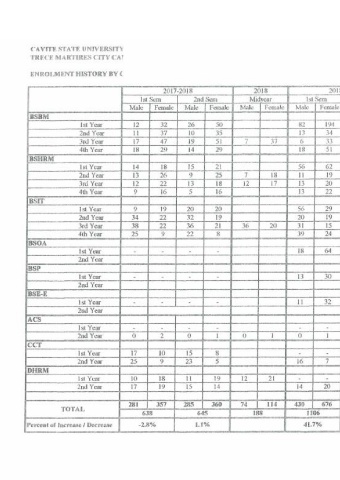 CAVITE STATE UNIVERSITY
TRECE MARTIRES CITY CA
ENROLMENT HISTORY BY C
2017-2018 2018 201
1st Sem 2nd Sem Midyear 1st Sem
Male Female Male Female Male Female Male Female
BSBM
1st Year 12 32 26 50 82 194
2nd Year 11 37 10 35 13 34
3rd Year 17 47 19 51 7 37 6 33
4th Year 18 29 14 29 18 51
BSHRM
1st Year 14 18 15 21 56 62
2nd Year 13 26 9 25 7 18 11 19
3rd Year 12 22 13 18 12 17 13 20
4th Year 9 16 5 16 13 22
BSIT
1st Year 9 19 20 20 56 29
2nd Year 34 22 32 19 20 19
3rd Year 38 22 36 21 36 20 31 15
4th Year 25 9 22 8 39 24
BSOA
1st Year - - - - 18 64
2nd Year
BSP
1st Year - - - - 13 30
2nd Year
BSE-E
1st Year - - - - 11 32
2nd Year
ACS
1st Year - - - - - -
2nd Year 0 2 0 1 0 1 0 1
CCT
1st Year 17 10 15 8 - -
2nd Year 25 9 23 5 16 7
DHRM
1st Year 10 18 11 19 12 21 - -
2nd Year 17 19 15 14 14 20
TOTAL 281 357 285 360 74 114 430 676
638 645 188 1106
Percent of Increase / Decrease -2.8% 1.1% 41.7%